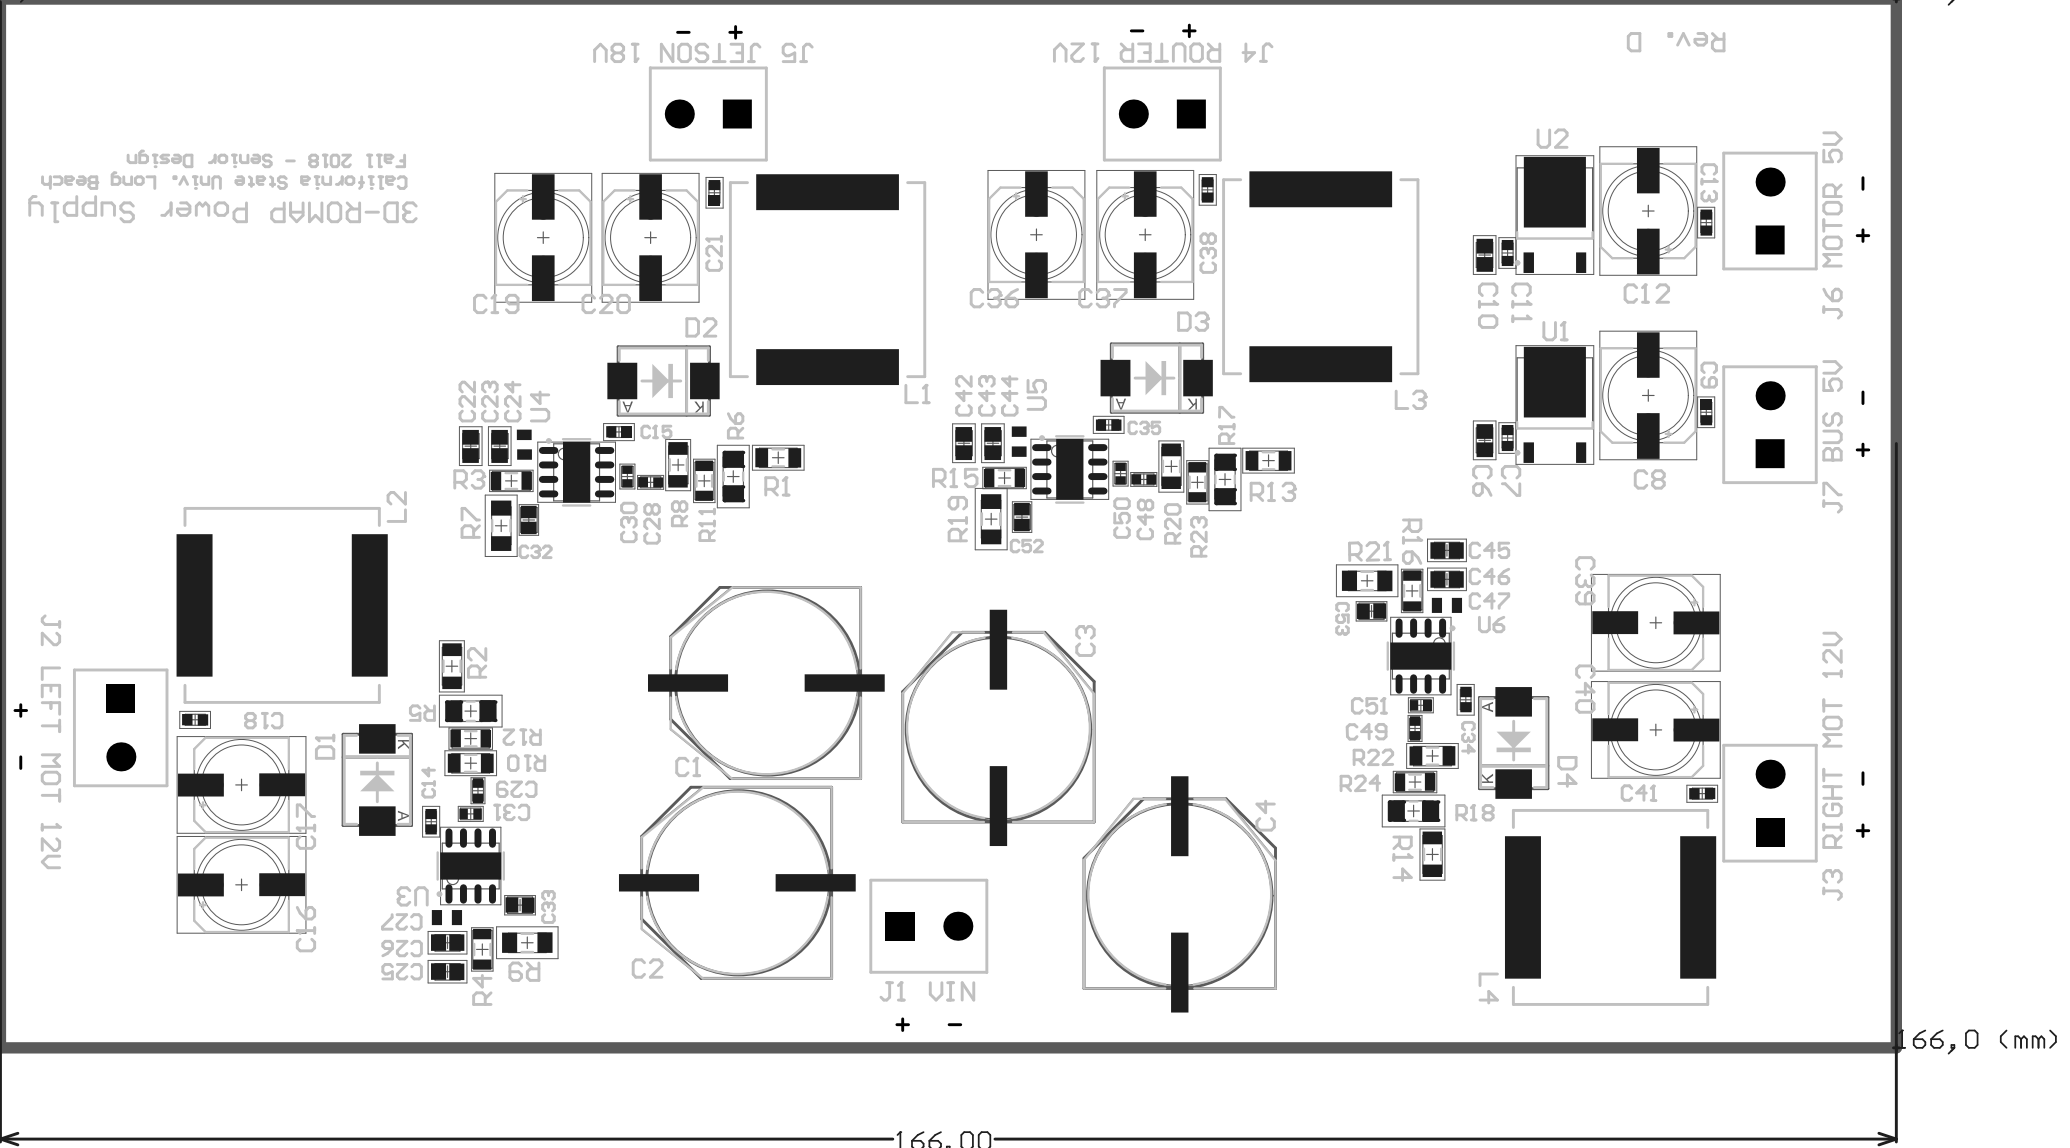 - +
J5 JETSON 18V
- +
J4 ROUTER 12V
Rev. D
3D-ROMAP Power Supply
California State Univ. Long Beach
Fall 2018 - Senior Design
U2
C13
J6 MOTOR 5V
-
+
C10
C11
C12
U1
C9
J7 BUS 5V
-
+
C6
C7
C8
C19
C20
C21
D2
A
K
L1
C22
C23
C24
U4
C15
R6
R3
R1
R7
C32
C30
C28
R8
R11
C36
C37
C38
D3
A
K
L3
C42
C43
C44
U5
C35
R17
R15
R13
R19
C52
C50
C48
R20
R23
L2
J2 LEFT MOT 12V
+
-
C18
D1
K
A
C17
C16
R2
R5
R12
R10
C14
C29
C31
U3
C33
C27
C26
C25
R4
R9
C1
C2
C3
C4
J1 VIN
+ -
R21
R16
C45
C46
C47
U6
C53
C51
C49
C34
A
K
D4
R22
R24
R18
R14
C39
C40
C41
J3 RIGHT MOT 12V
-
+
L4
166,0 (mm)
166.00